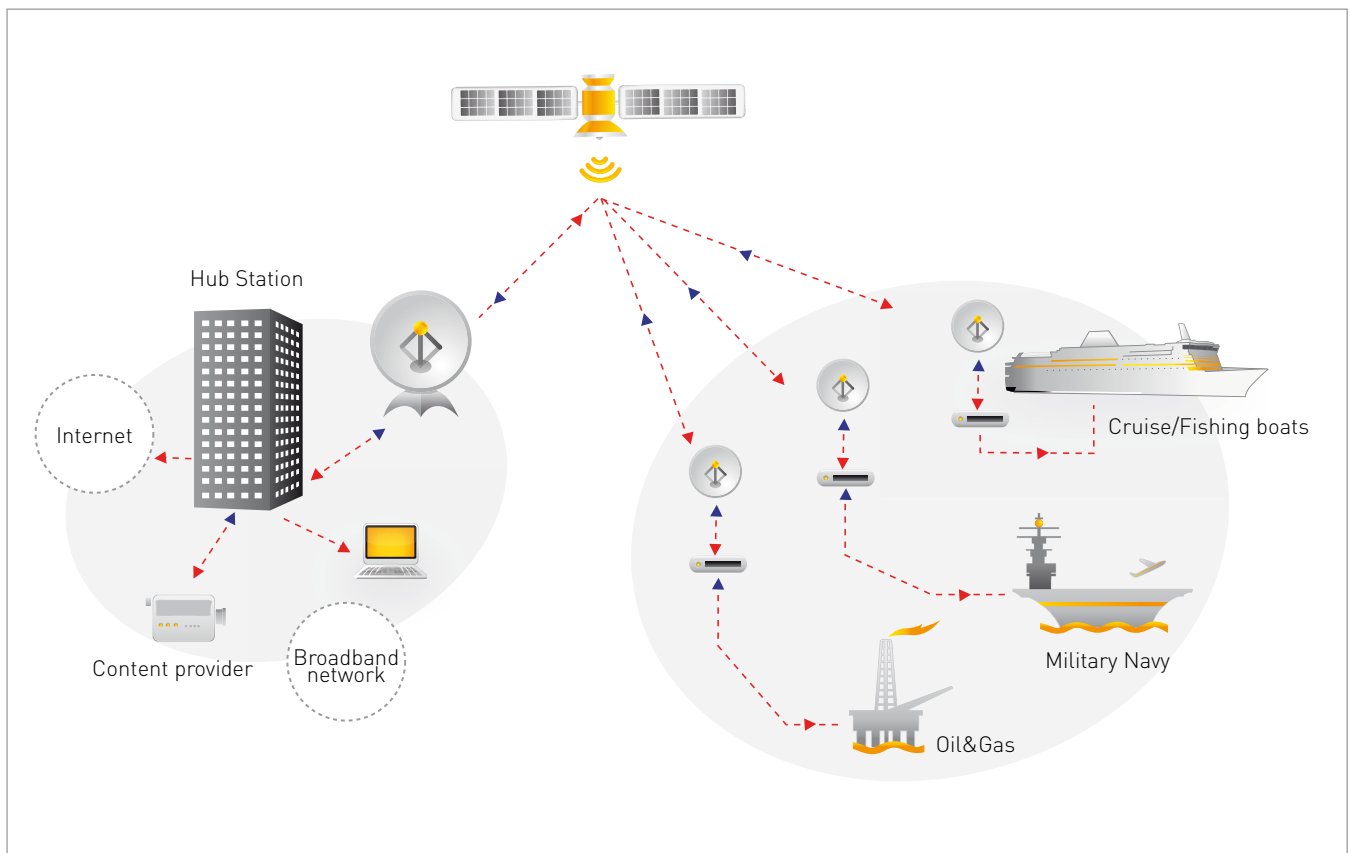 Hub Station
Internet
Content provider
Broadband
network
Cruise/Fishing boats
Military Navy
Oil&Gas